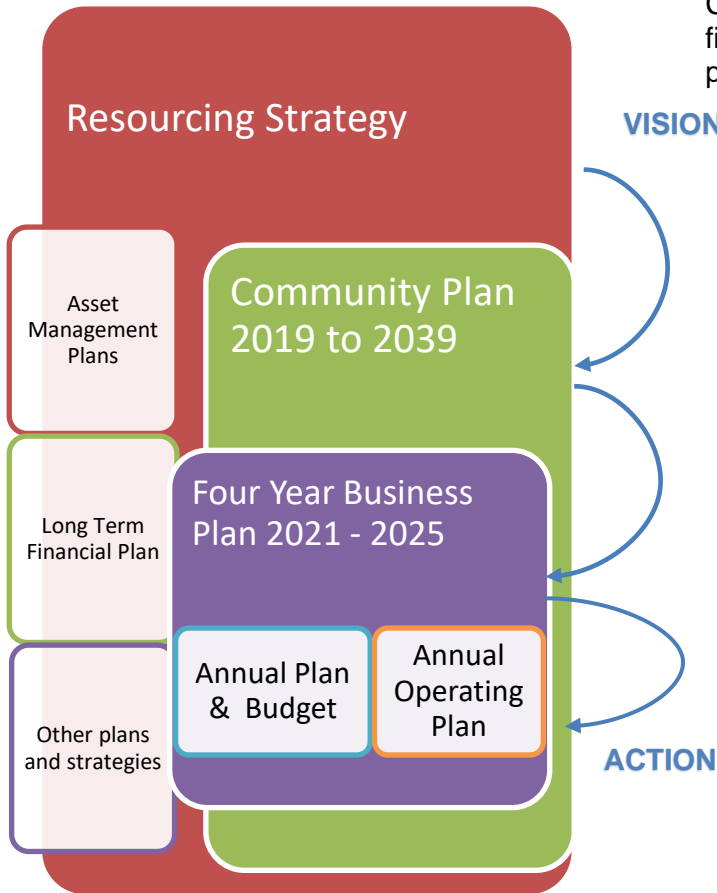 Resourcing Strategy
VISION
Asset
Management
Plans
Community Plan
2019 to 2039
Long Term
Financial Plan
Four Year Business
Plan 2021 - 2025
Other plans
and strategies
Annual Plan
& Budget
Annual
Operating
Plan
ACTION